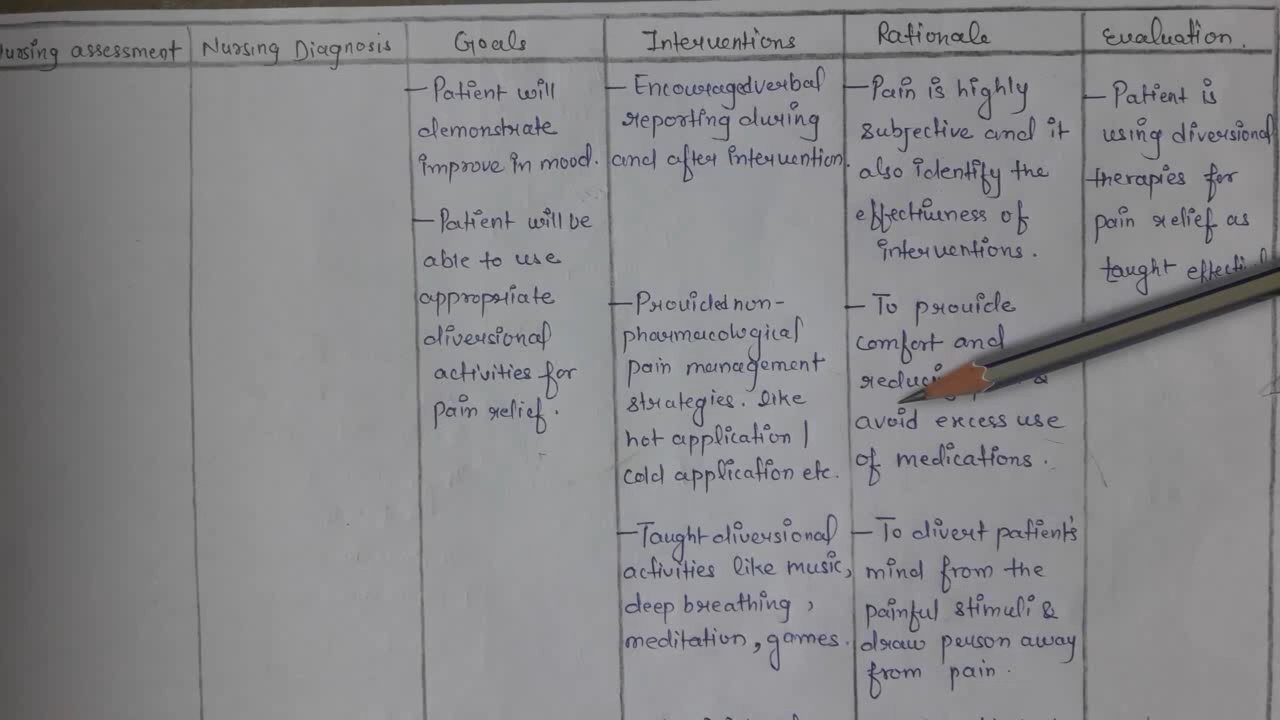 Nursing assessment
Nursing Diagnosis
Goals
Interventions
Rationale
Evaluation.
- Patient will
demonstrate
improve in mood.
- Patient will be
able to use
appropriate
diversional
activities for
pain relief.
- Encouraged verbal
reporting during
and after intervention.
- Provided non-
pharmacological
pain management
strategies. like
hot application /
cold application etc.
- Taught diversional
activities like music,
deep breathing,
meditation, games.
- Pain is highly
subjective and it
also identify the
effectiveness of
interventions.
- To provide
comfort and
&
avoid excess use
of medications.
- To divert patient's
mind from the
painful stimuli &
draw person away
from pain.
- Patient is
using diversional
therapies for
pain relief as
taught